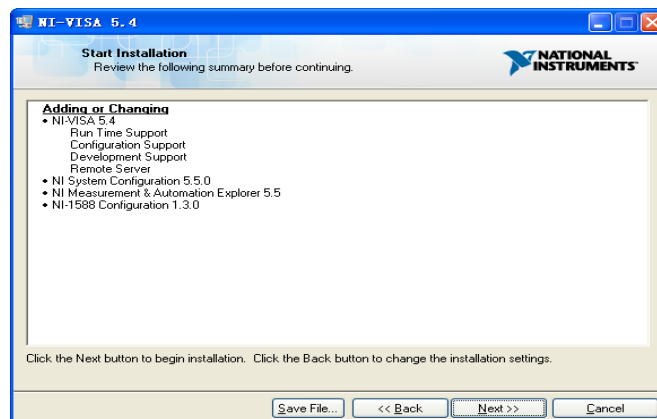 NI-VISA 5.4
Start Installation
Review the following summary before continuing.
NATIONAL
INSTRUMENTS
Adding or Changing
• NI-VISA 5.4
Run Time Support
Configuration Support
Development Support
Remote Server
• NI System Configuration 5.5.0
• NI Measurement & Automation Explorer 5.5
• NI-1588 Configuration 1.3.0
Click the Next button to begin installation. Click the Back button to change the installation settings.
Save File... << Back Next >> Cancel